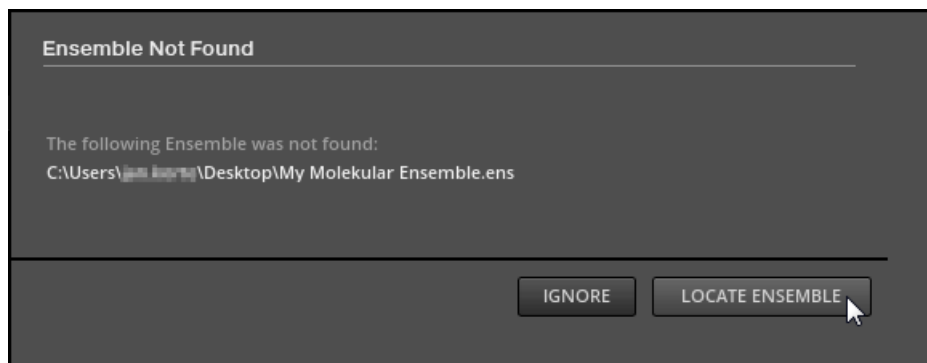 Ensemble Not Found
The following Ensemble was not found:
C:\Users\ \Desktop\My Molekular Ensemble.ens
IGNORE
LOCATE ENSEMBLE